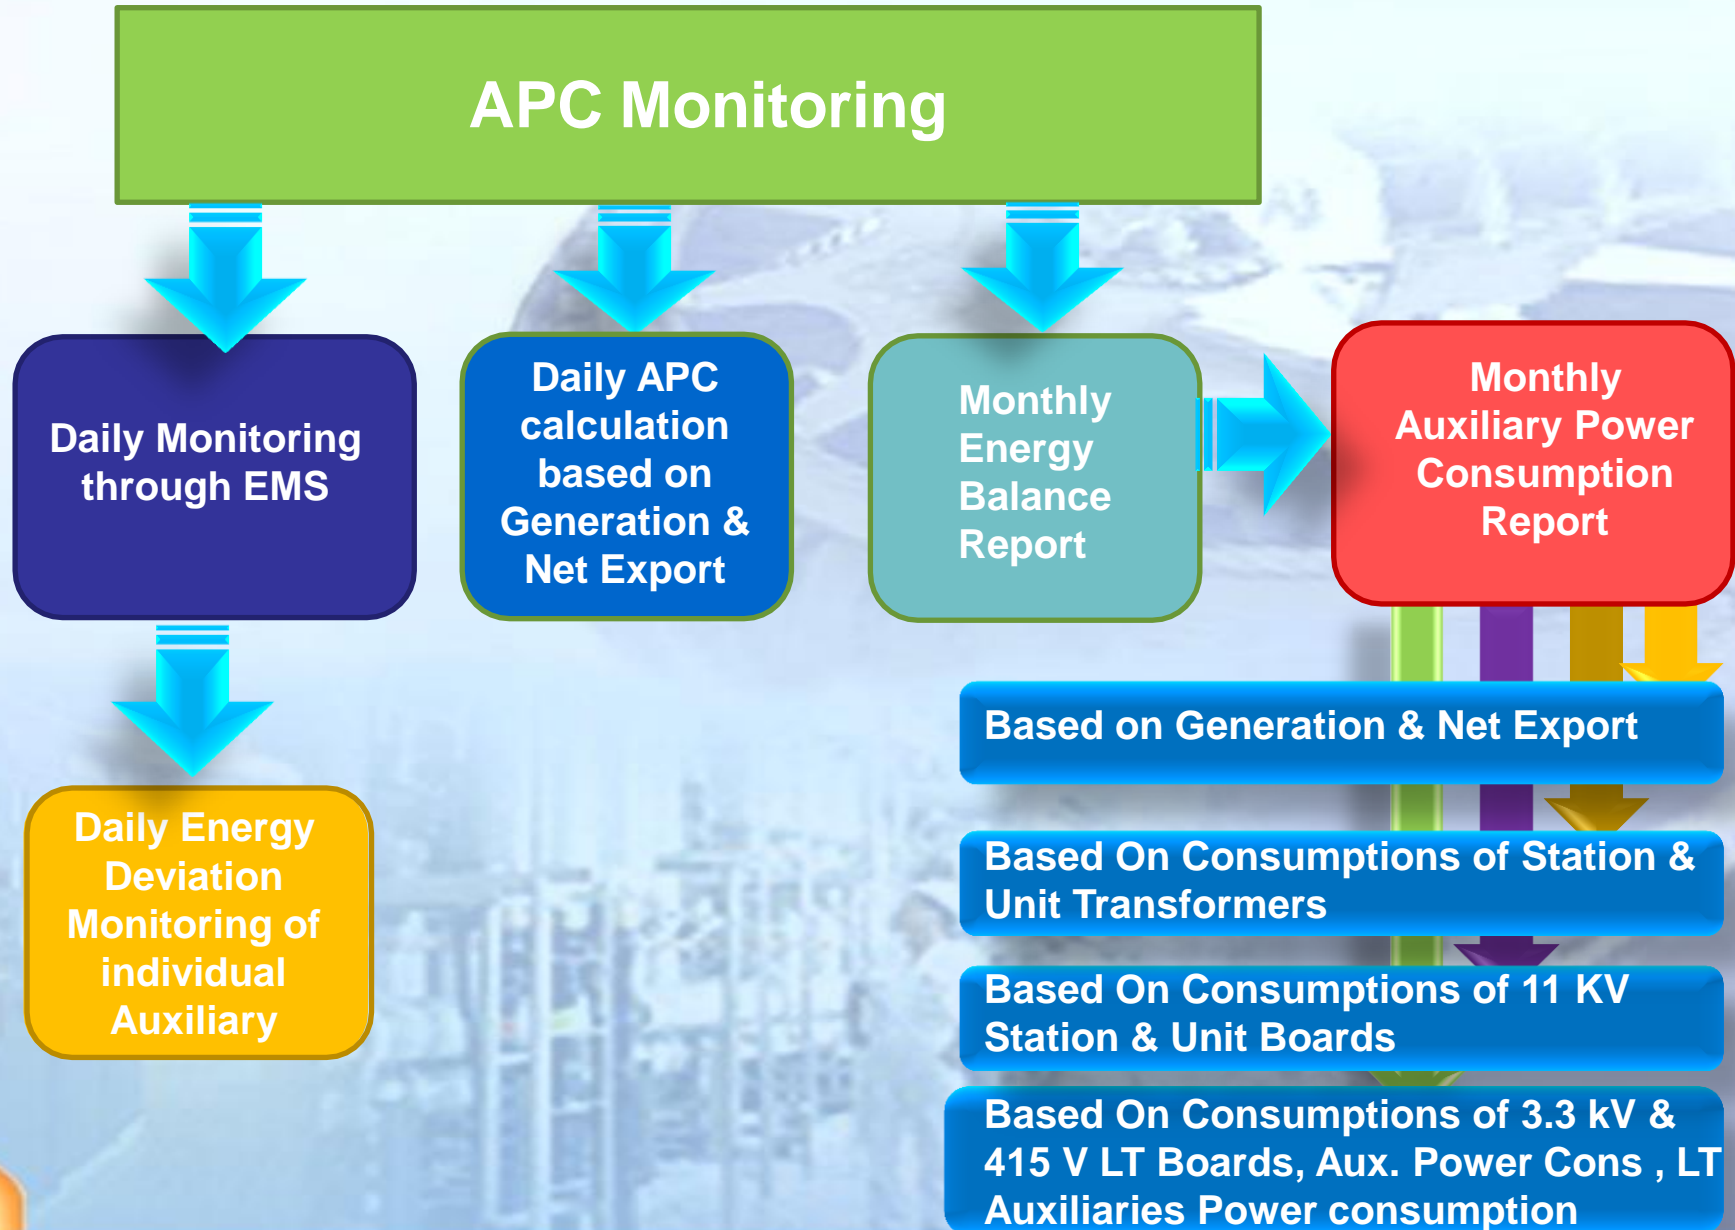 APC Monitoring
Daily Monitoring
through EMS
Daily APC
calculation
based on
Generation &
Net Export
Monthly
Energy
Balance
Report
Monthly
Auxiliary Power
Consumption
Report
Daily Energy
Deviation
Monitoring of
individual
Auxiliary
Based on Generation & Net Export
Based On Consumptions of Station &
Unit Transformers
Based On Consumptions of 11 KV
Station & Unit Boards
Based On Consumptions of 3.3 kV &
415 V LT Boards, Aux. Power Cons , LT
Auxiliaries Power consumption